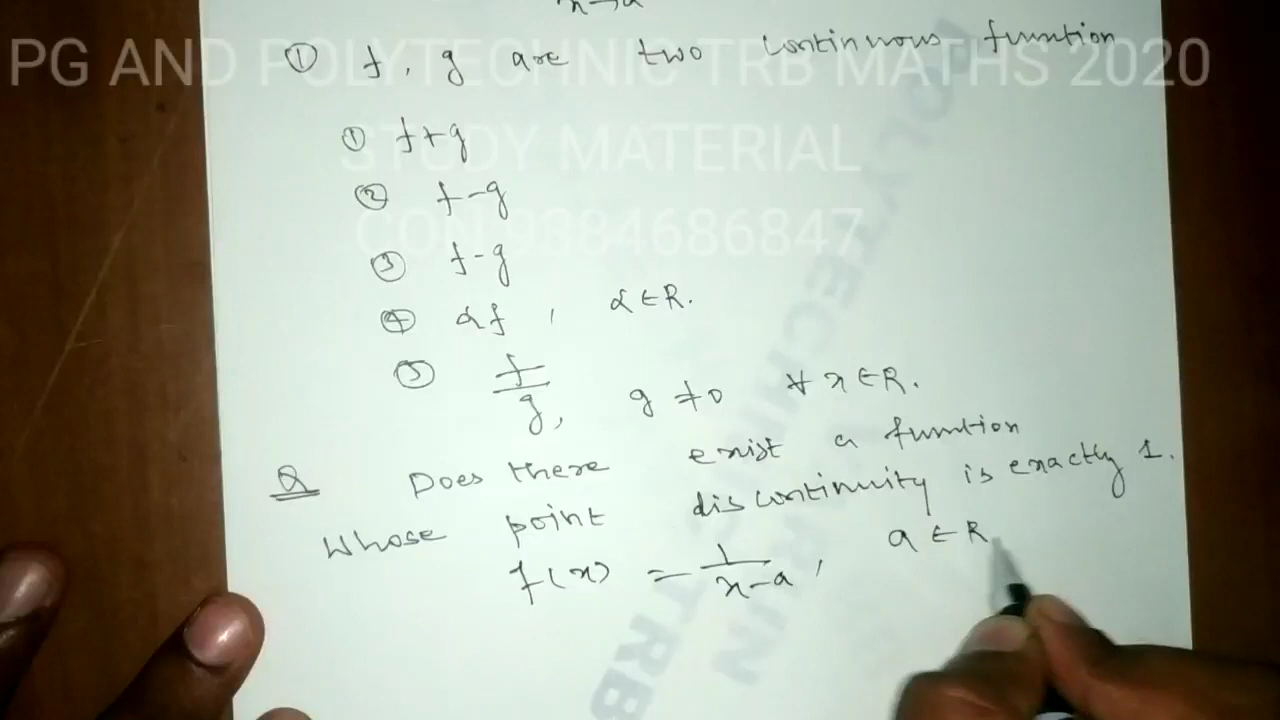 x→a
① f, g are two continuous function
① f+g
② f-g
③ f-g
④ αf, α∈R.
⑤ f/g, g≠0 ∀ x∈R.
Q Does there exist a function
whose point discontinuity is exactly 1.
f(x) = 1/x-a, a∈R
PG AND POLYTECHNIC TRB MATHS 2020
STUDY MATERIAL
CON 9384686847